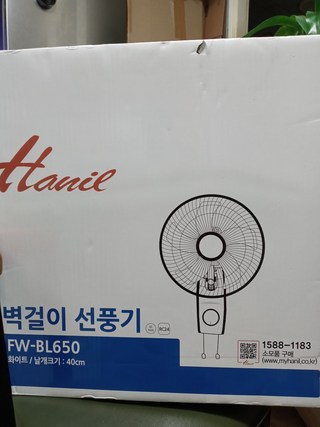 Hanil
벽걸이 선풍기
FW-BL650
화이트 / 날개크기 : 40cm
1588-1183
소모품 구매
(www.myhanil.co.kr)